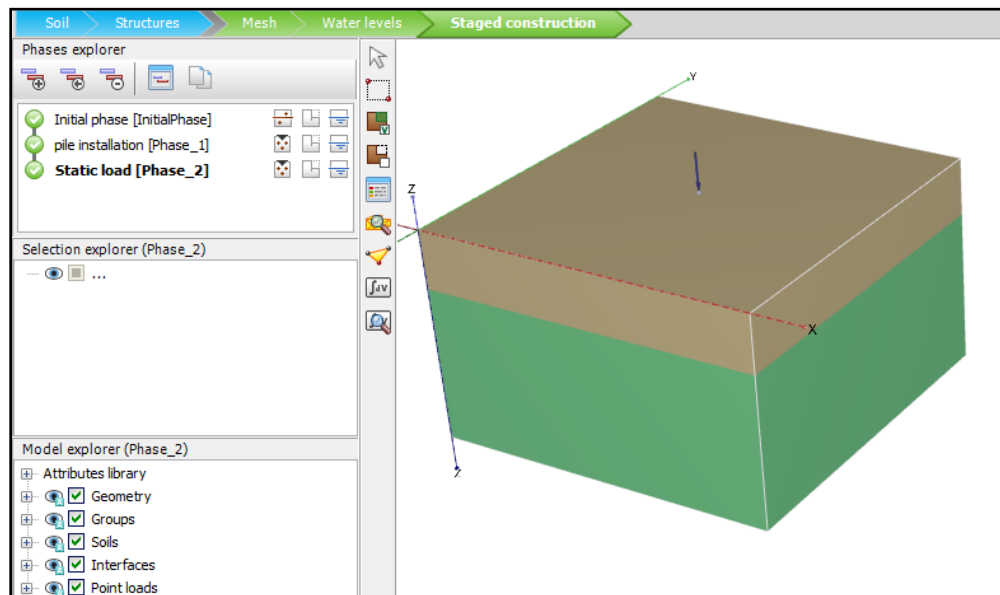 Soil Structures Mesh Water levels Staged construction
Phases explorer
Initial phase [InitialPhase]
pile installation [Phase_1]
Static load [Phase_2]
Selection explorer (Phase_2)
...
Model explorer (Phase_2)
Attributes library
Geometry
Groups
Soils
Interfaces
Point loads
V
∫dv
Y
Z
X
Z